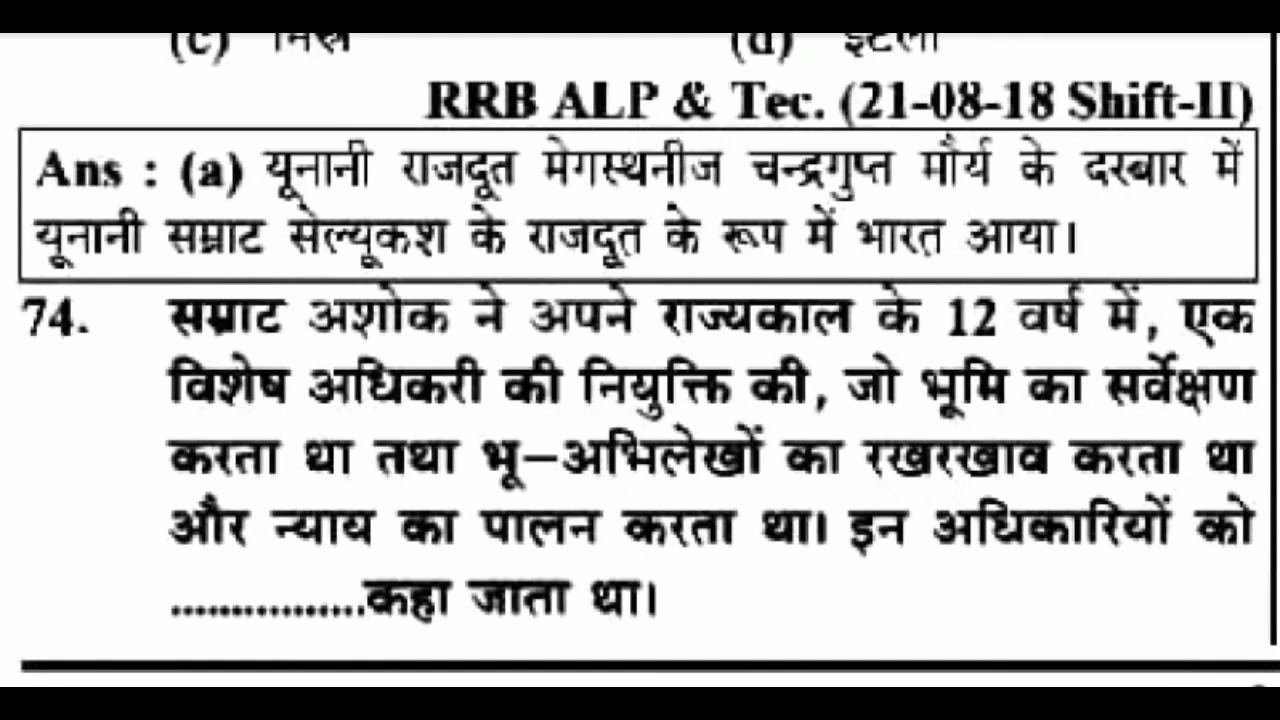 (c) मिस्र (d) इटली
RRB ALP & Tec. (21-08-18 Shift-II)
Ans : (a) यूनानी राजदूत मेगस्थनीज चन्द्रगुप्त मौर्य के दरबार में
यूनानी सम्राट सेल्यूकश के राजदूत के रूप में भारत आया।
74. सम्राट अशोक ने अपने राज्यकाल के 12 वर्ष में, एक
विशेष अधिकरी की नियुक्ति की, जो भूमि का सर्वेक्षण
करता था तथा भू–अभिलेखों का रखरखाव करता था
और न्याय का पालन करता था। इन अधिकारियों को
................कहा जाता था।